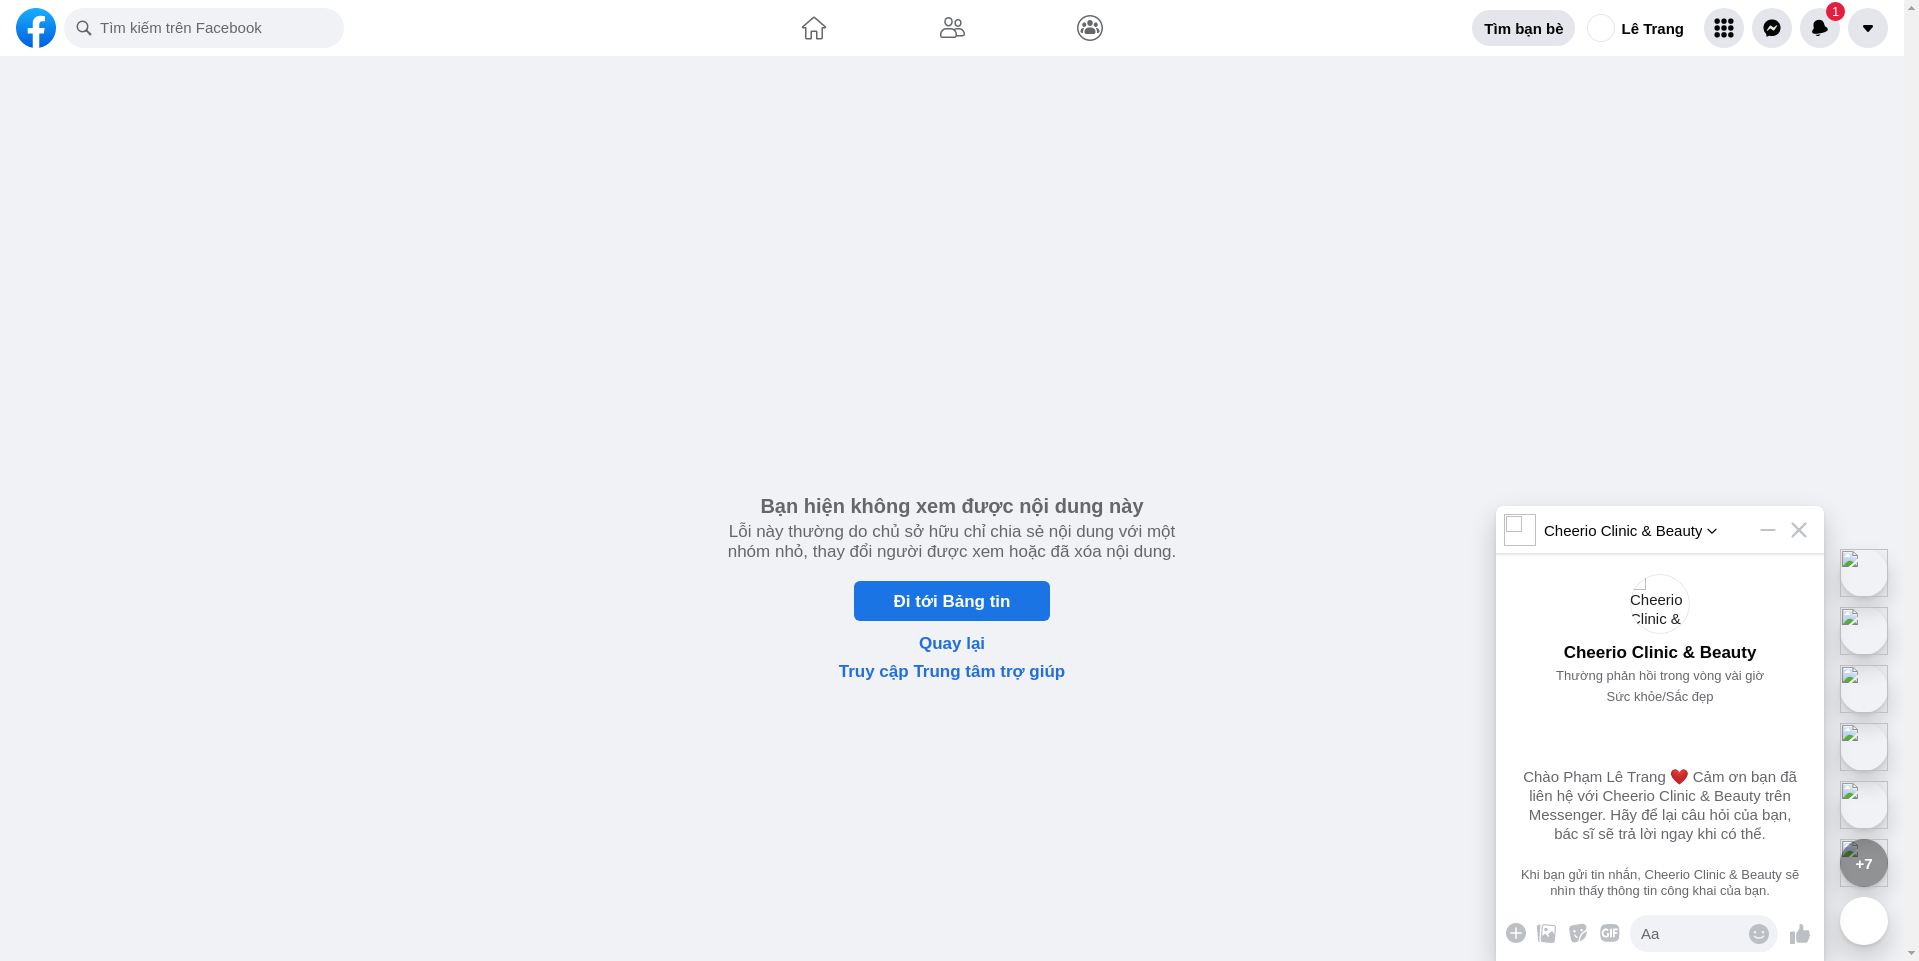 Tìm kiếm trên Facebook
Tìm bạn bè
Lê Trang
1
Bạn hiện không xem được nội dung này
Lỗi này thường do chủ sở hữu chỉ chia sẻ nội dung với một
nhóm nhỏ, thay đổi người được xem hoặc đã xóa nội dung.
Đi tới Bảng tin
Quay lại
Truy cập Trung tâm trợ giúp
Cheerio Clinic & Beauty
Cheerio
Clinic &
Cheerio Clinic & Beauty
Thường phản hồi trong vòng vài giờ
Sức khỏe/Sắc đẹp
Chào Phạm Lê Trang ❤️ Cảm ơn bạn đã
liên hệ với Cheerio Clinic & Beauty trên
Messenger. Hãy để lại câu hỏi của bạn,
bác sĩ sẽ trả lời ngay khi có thể.
Khi bạn gửi tin nhắn, Cheerio Clinic & Beauty sẽ
nhìn thấy thông tin công khai của bạn.
GIF
Aa
+7